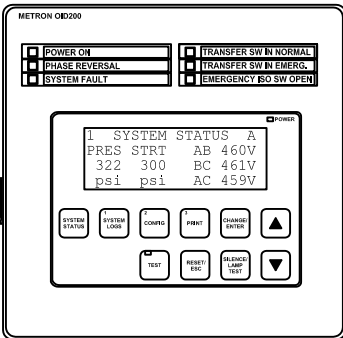 METRON OID200
POWER ON
PHASE REVERSAL
SYSTEM FAULT
TRANSFER SW IN NORMAL
TRANSFER SW IN EMERG.
EMERGENCY ISO SW OPEN
POWER
1 SYSTEM STATUS A
PRES STRT AB 460V
322 300 BC 461V
psi psi AC 459V
SYSTEM STATUS
1 SYSTEM LOGS
2 CONFIG
3 PRINT
CHANGE/ ENTER
TEST
RESET/ ESC
SILENCE/ LAMP TEST